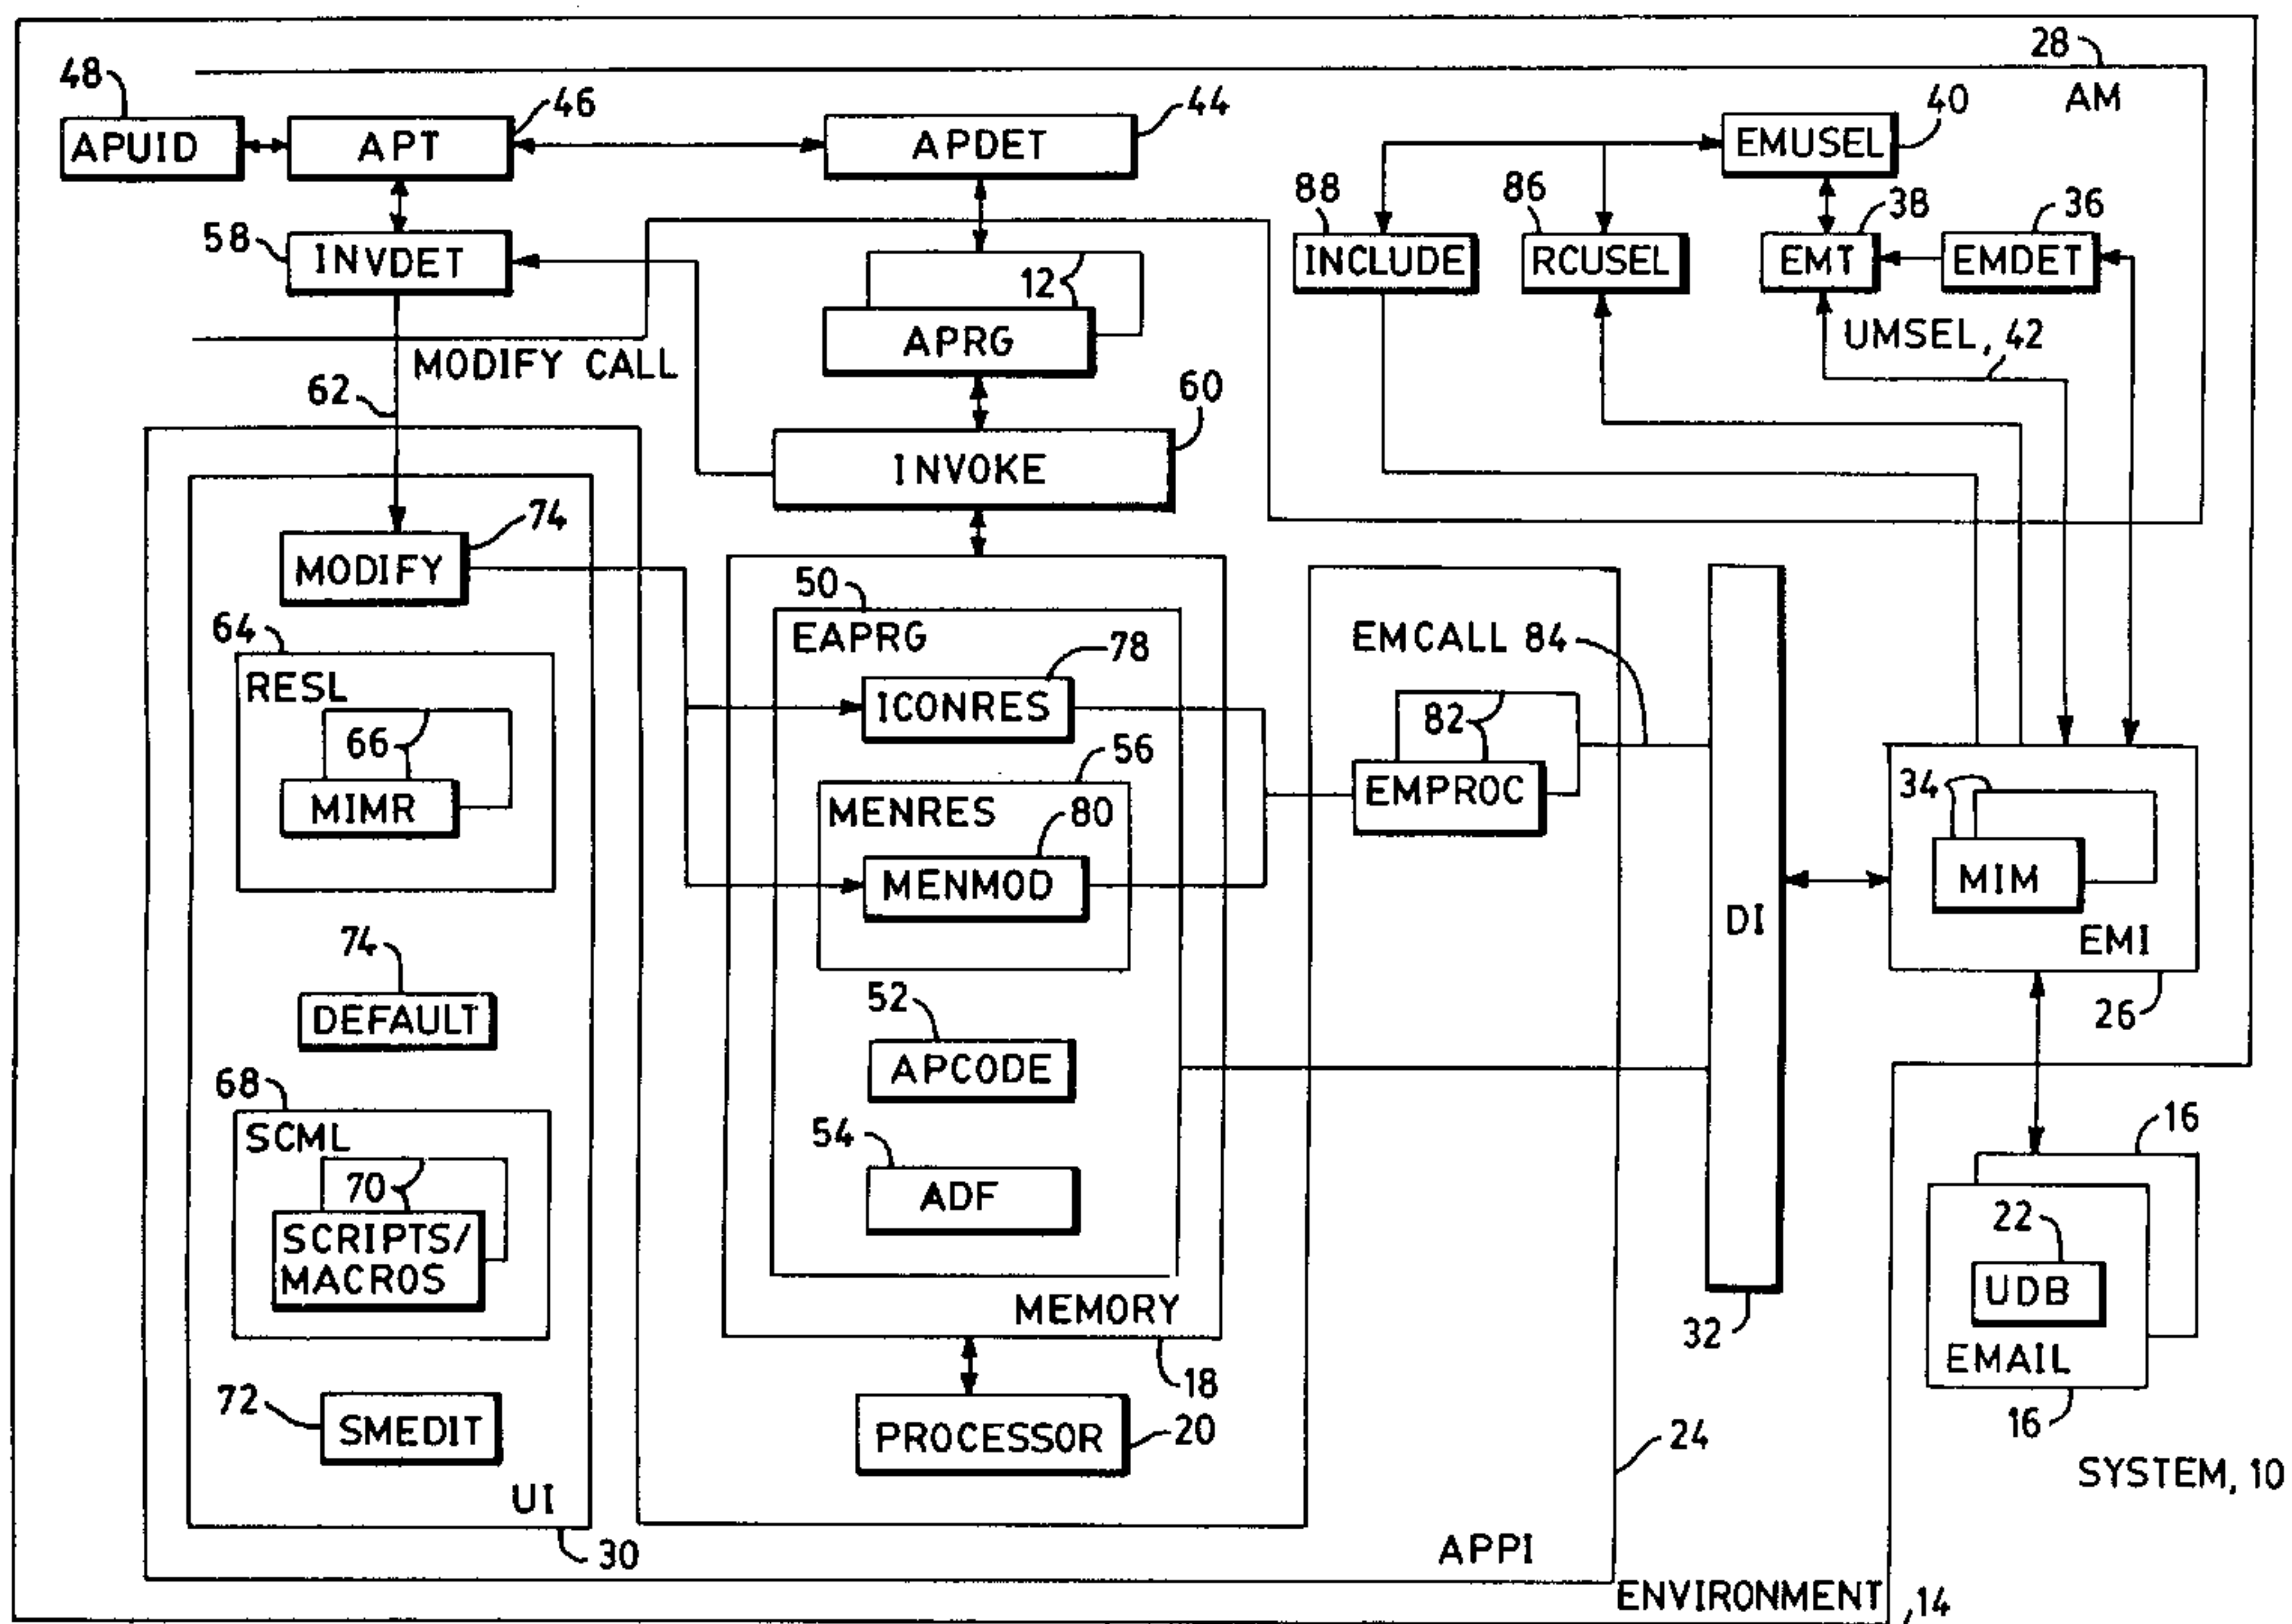 28
AM
48
APUID
46
APT
44
APDET
40
EMUSEL
88
INCLUDE
86
RCUSEL
38
EMT
36
EMDET
58
INVDET
12
APRG
UMSEL, 42
MODIFY CALL
62
60
INVOKE
74
MODIFY
64
RESL
66
MIMR
74
DEFAULT
68
SCML
70
SCRIPTS/
MACROS
72
SMEDIT
UI
30
50
EAPRG
78
ICONRES
56
MENRES
80
MENMOD
52
APCODE
54
ADF
MEMORY
18
PROCESSOR
20
EMCALL 84
82
EMPROC
24
APPI
DI
32
34
MIM
EMI
26
16
22
UDB
EMAIL
16
SYSTEM, 10
ENVIRONMENT
14